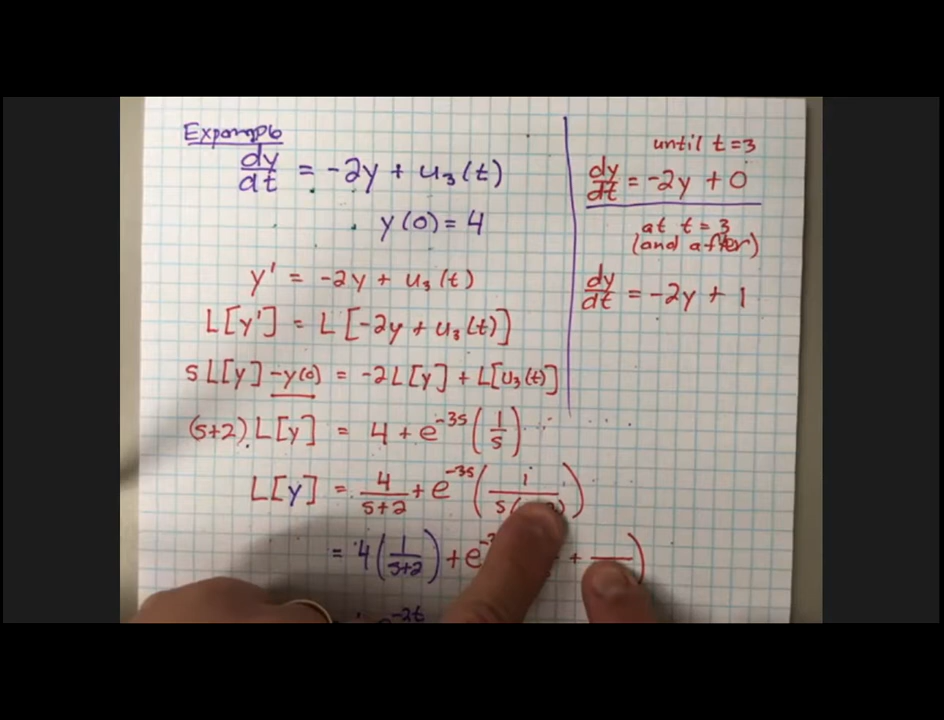 Example
dy/dt = -2y + u₃(t)
y(0) = 4
y' = -2y + u₃(t)
L[y'] = L[-2y + u₃(t)]
sL[y] - y(0) = -2L[y] + L[u₃(t)]
(s+2) L[y] = 4 + e^-3s (1/s)
L[y] = 4/(s+2) + e^-3s (1/s( )
= 4(1/(s+2)) + e + )
e^-2t
until t=3
dy/dt = -2y + 0
at t=3
(and after)
dy/dt = -2y + 1